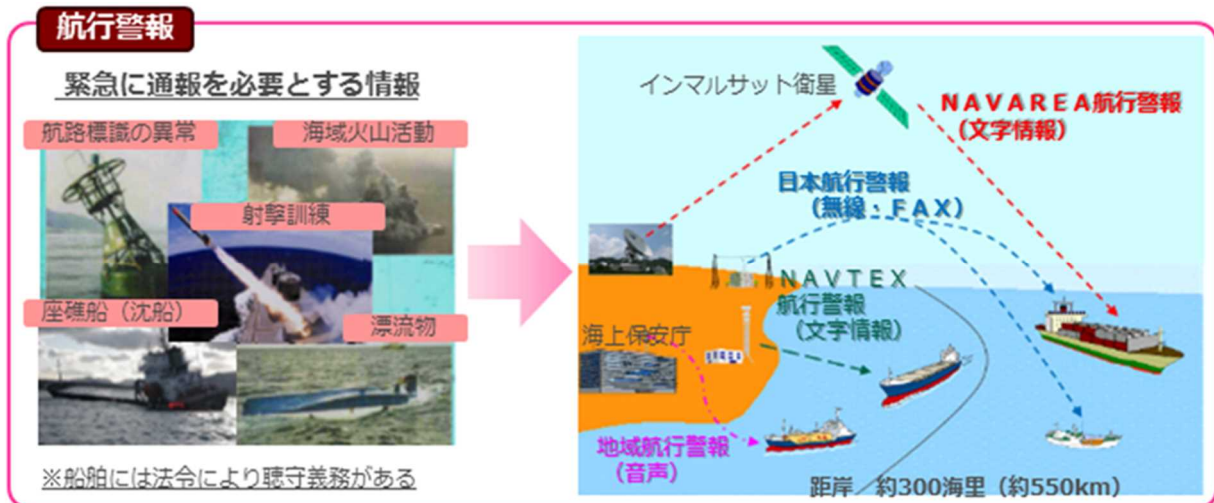 航行警報
緊急に通報を必要とする情報
航路標識の異常
海域火山活動
射撃訓練
座礁船（沈船）
漂流物
※船舶には法令により聴守義務がある
インマルサット衛星
ＮＡＶＡＲＥＡ航行警報
（文字情報）
日本航行警報
（無線・ＦＡＸ）
ＮＡＶＴＥＸ
航行警報
（文字情報）
海上保安庁
地域航行警報
（音声）
距岸　約300海里（約550km）